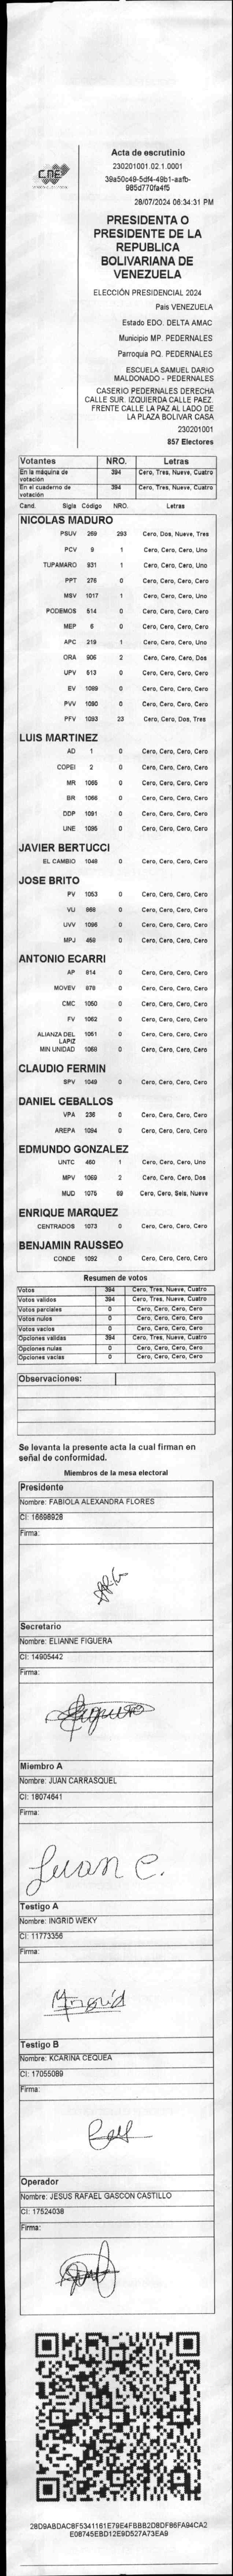 CNE
Acta de escrutinio
230201001.02.1.0001
39a50c49-5df4-49b1-aafb-
985d770fa4f5
28/07/2024 06:34:31 PM
PRESIDENTA O
PRESIDENTE DE LA
REPUBLICA
BOLIVARIANA DE
VENEZUELA
ELECCIÓN PRESIDENCIAL 2024
País VENEZUELA
Estado EDO. DELTA AMAC
Municipio MP. PEDERNALES
Parroquia PQ. PEDERNALES
ESCUELA SAMUEL DARIO
MALDONADO - PEDERNALES
CASERIO PEDERNALES DERECHA
CALLE SUR. IZQUIERDA CALLE PAEZ.
FRENTE CALLE LA PAZ AL LADO DE
LA PLAZA BOLIVAR CASA
230201001
857 Electores
Votantes NRO. Letras
En la máquina de votación 394 Cero, Tres, Nueve, Cuatro
En el cuaderno de votación 394 Cero, Tres, Nueve, Cuatro
Cand. Sigla Código NRO. Letras
NICOLAS MADURO
PSUV 269 293 Cero, Dos, Nueve, Tres
PCV 9 1 Cero, Cero, Cero, Uno
TUPAMARO 931 1 Cero, Cero, Cero, Uno
PPT 276 0 Cero, Cero, Cero, Cero
MSV 1017 1 Cero, Cero, Cero, Uno
PODEMOS 514 0 Cero, Cero, Cero, Cero
MEP 6 0 Cero, Cero, Cero, Cero
APC 219 1 Cero, Cero, Cero, Uno
ORA 906 2 Cero, Cero, Cero, Dos
UPV 513 0 Cero, Cero, Cero, Cero
EV 1089 0 Cero, Cero, Cero, Cero
PVV 1090 0 Cero, Cero, Cero, Cero
PFV 1093 23 Cero, Cero, Dos, Tres
LUIS MARTINEZ
AD 1 0 Cero, Cero, Cero, Cero
COPEI 2 0 Cero, Cero, Cero, Cero
MR 1065 0 Cero, Cero, Cero, Cero
BR 1066 0 Cero, Cero, Cero, Cero
DDP 1091 0 Cero, Cero, Cero, Cero
UNE 1095 0 Cero, Cero, Cero, Cero
JAVIER BERTUCCI
EL CAMBIO 1048 0 Cero, Cero, Cero, Cero
JOSE BRITO
PV 1053 0 Cero, Cero, Cero, Cero
VU 868 0 Cero, Cero, Cero, Cero
UVV 1096 0 Cero, Cero, Cero, Cero
MPJ 458 0 Cero, Cero, Cero, Cero
ANTONIO ECARRI
AP 914 0 Cero, Cero, Cero, Cero
MOVEV 979 0 Cero, Cero, Cero, Cero
CMC 1050 0 Cero, Cero, Cero, Cero
FV 1062 0 Cero, Cero, Cero, Cero
ALIANZA DEL LAPIZ 1061 0 Cero, Cero, Cero, Cero
MIN UNIDAD 1068 0 Cero, Cero, Cero, Cero
CLAUDIO FERMIN
SPV 1049 0 Cero, Cero, Cero, Cero
DANIEL CEBALLOS
VPA 236 0 Cero, Cero, Cero, Cero
AREPA 1094 0 Cero, Cero, Cero, Cero
EDMUNDO GONZALEZ
UNTC 460 1 Cero, Cero, Cero, Uno
MPV 1069 2 Cero, Cero, Cero, Dos
MUD 1075 69 Cero, Cero, Seis, Nueve
ENRIQUE MARQUEZ
CENTRADOS 1073 0 Cero, Cero, Cero, Cero
BENJAMIN RAUSSEO
CONDE 1092 0 Cero, Cero, Cero, Cero
Resumen de votos
Votos 394 Cero, Tres, Nueve, Cuatro
Votos validos 394 Cero, Tres, Nueve, Cuatro
Votos parciales 0 Cero, Cero, Cero, Cero
Votos nulos 0 Cero, Cero, Cero, Cero
Votos vacios 0 Cero, Cero, Cero, Cero
Opciones validas 394 Cero, Tres, Nueve, Cuatro
Opciones nulas 0 Cero, Cero, Cero, Cero
Opciones vacias 0 Cero, Cero, Cero, Cero
Observaciones:
Se levanta la presente acta la cual firman en
señal de conformidad.
Miembros de la mesa electoral
Presidente
Nombre: FABIOLA ALEXANDRA FLORES
CI: 16698928
Firma:
Secretario
Nombre: ELIANNE FIGUERA
CI: 14905442
Firma:
Figuera
Miembro A
Nombre: JUAN CARRASQUEL
CI: 18074641
Firma:
Juan C.
Testigo A
Nombre: INGRID WEKY
CI: 11773356
Firma:
Ingrid
Testigo B
Nombre: KCARINA CEQUEA
CI: 17055089
Firma:
Operador
Nombre: JESUS RAFAEL GASCON CASTILLO
CI: 17524038
Firma:
28D9ABDAC8F5341161E79E4FBBB2D8DF86FA94CA2
E08745EBD12E9D527A73EA9